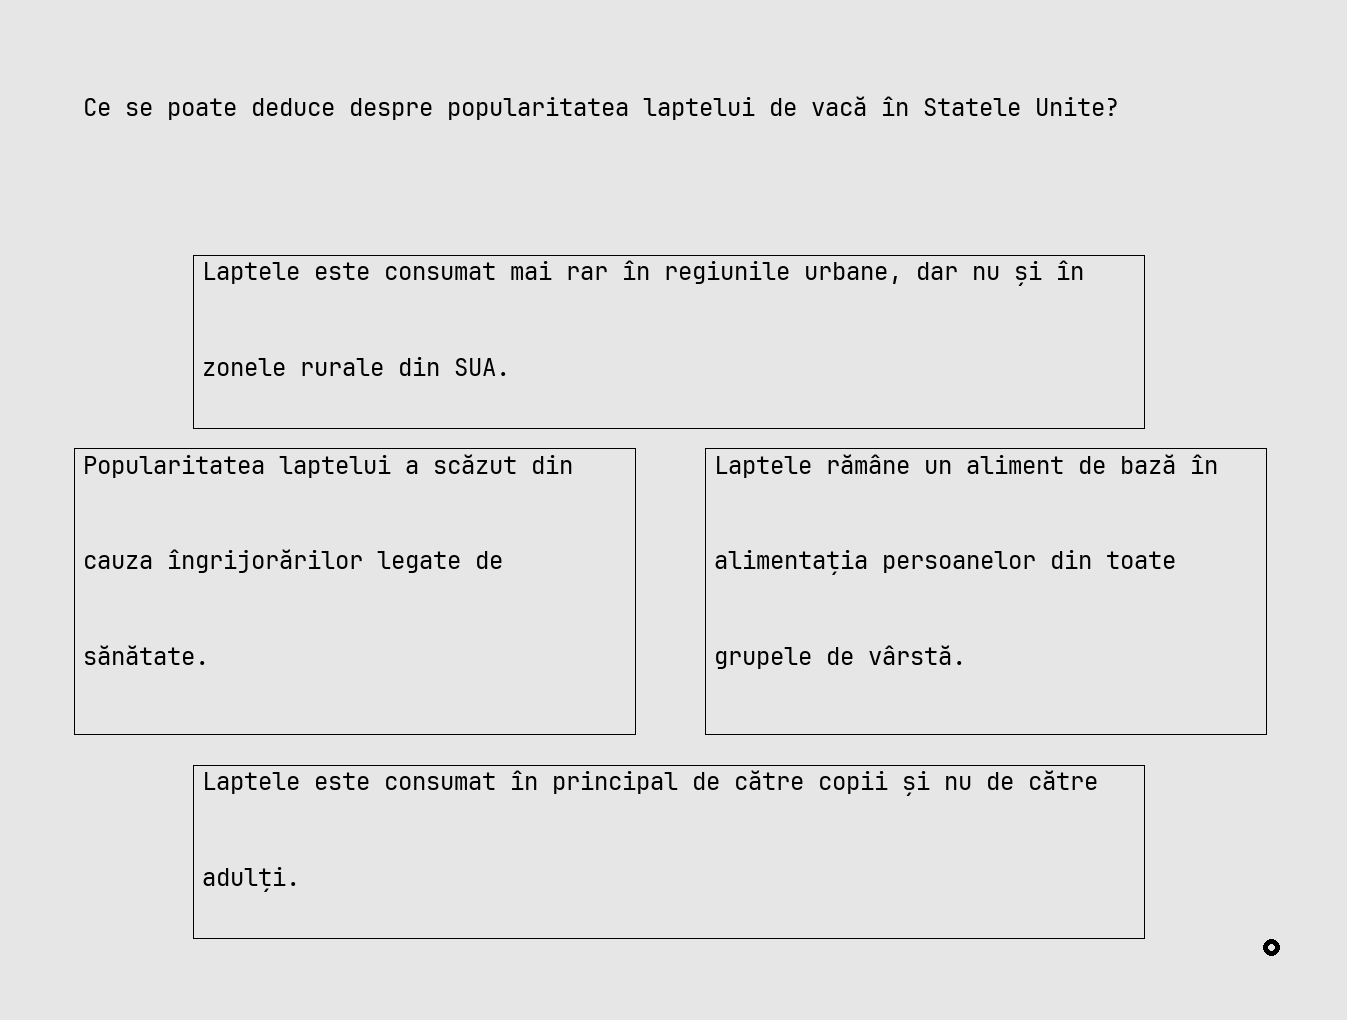 Ce se poate deduce despre popularitatea laptelui de vacă în Statele Unite?
Laptele este consumat mai rar în regiunile urbane, dar nu și în
zonele rurale din SUA.
Popularitatea laptelui a scăzut din
cauza îngrijorărilor legate de
sănătate.
Laptele rămâne un aliment de bază în
alimentația persoanelor din toate
grupele de vârstă.
Laptele este consumat în principal de către copii și nu de către
adulți.